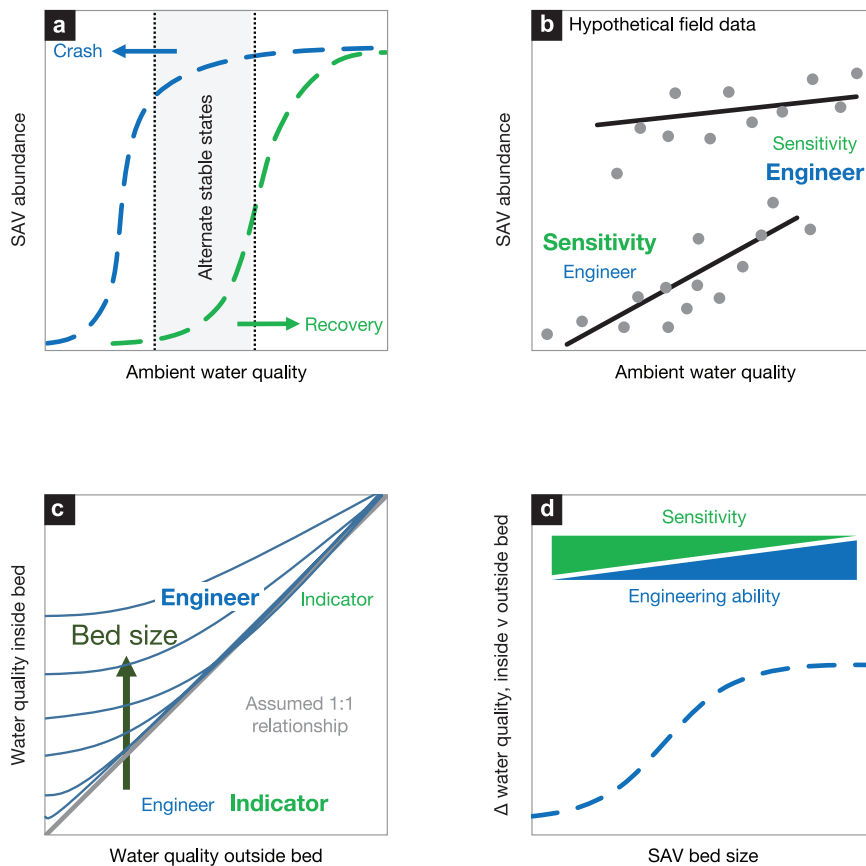 a
Crash
Alternate stable states
Recovery
SAV abundance
Ambient water quality
b
Hypothetical field data
Sensitivity
Engineer
Sensitivity
Engineer
SAV abundance
Ambient water quality
c
Engineer
Indicator
Bed size
Assumed 1:1
relationship
Engineer
Indicator
Water quality inside bed
Water quality outside bed
d
Sensitivity
Engineering ability
Δ water quality, inside v outside bed
SAV bed size